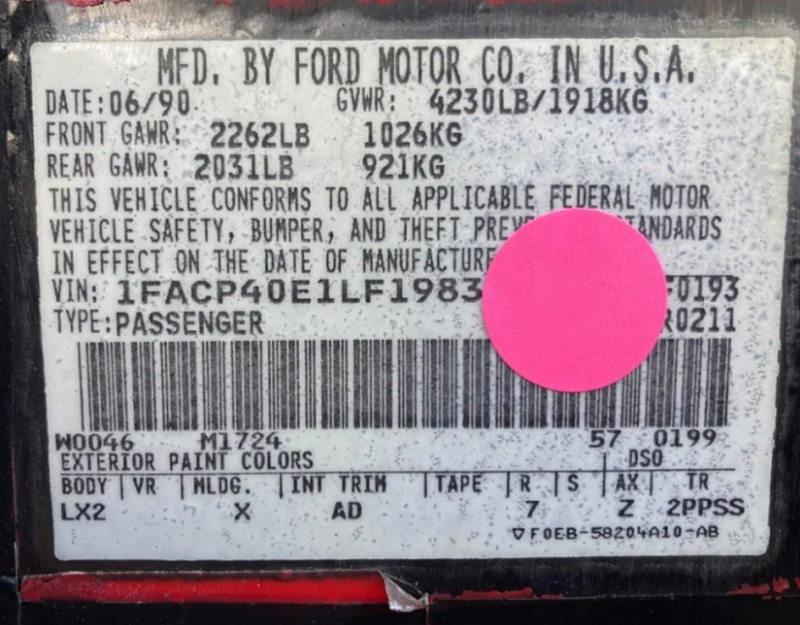 MFD. BY FORD MOTOR CO. IN U.S.A.
DATE:06/90 GVWR: 4230LB/1918KG
FRONT GAWR: 2262LB 1026KG
REAR GAWR: 2031LB 921KG
THIS VEHICLE CONFORMS TO ALL APPLICABLE FEDERAL MOTOR
VEHICLE SAFETY, BUMPER, AND THEFT
IN EFFECT ON THE DATE OF MANUFACTURE
VIN: 1FACP40E1LF1983 F0193
TYPE:PASSENGER R0211
W0046 M1724 57 0199
EXTERIOR PAINT COLORS DSO
BODY VR MLDG. INT TRIM TAPE R S AX TR
LX2 X AD 7 Z 2PPSS
▽F0EB-58204A10-AB